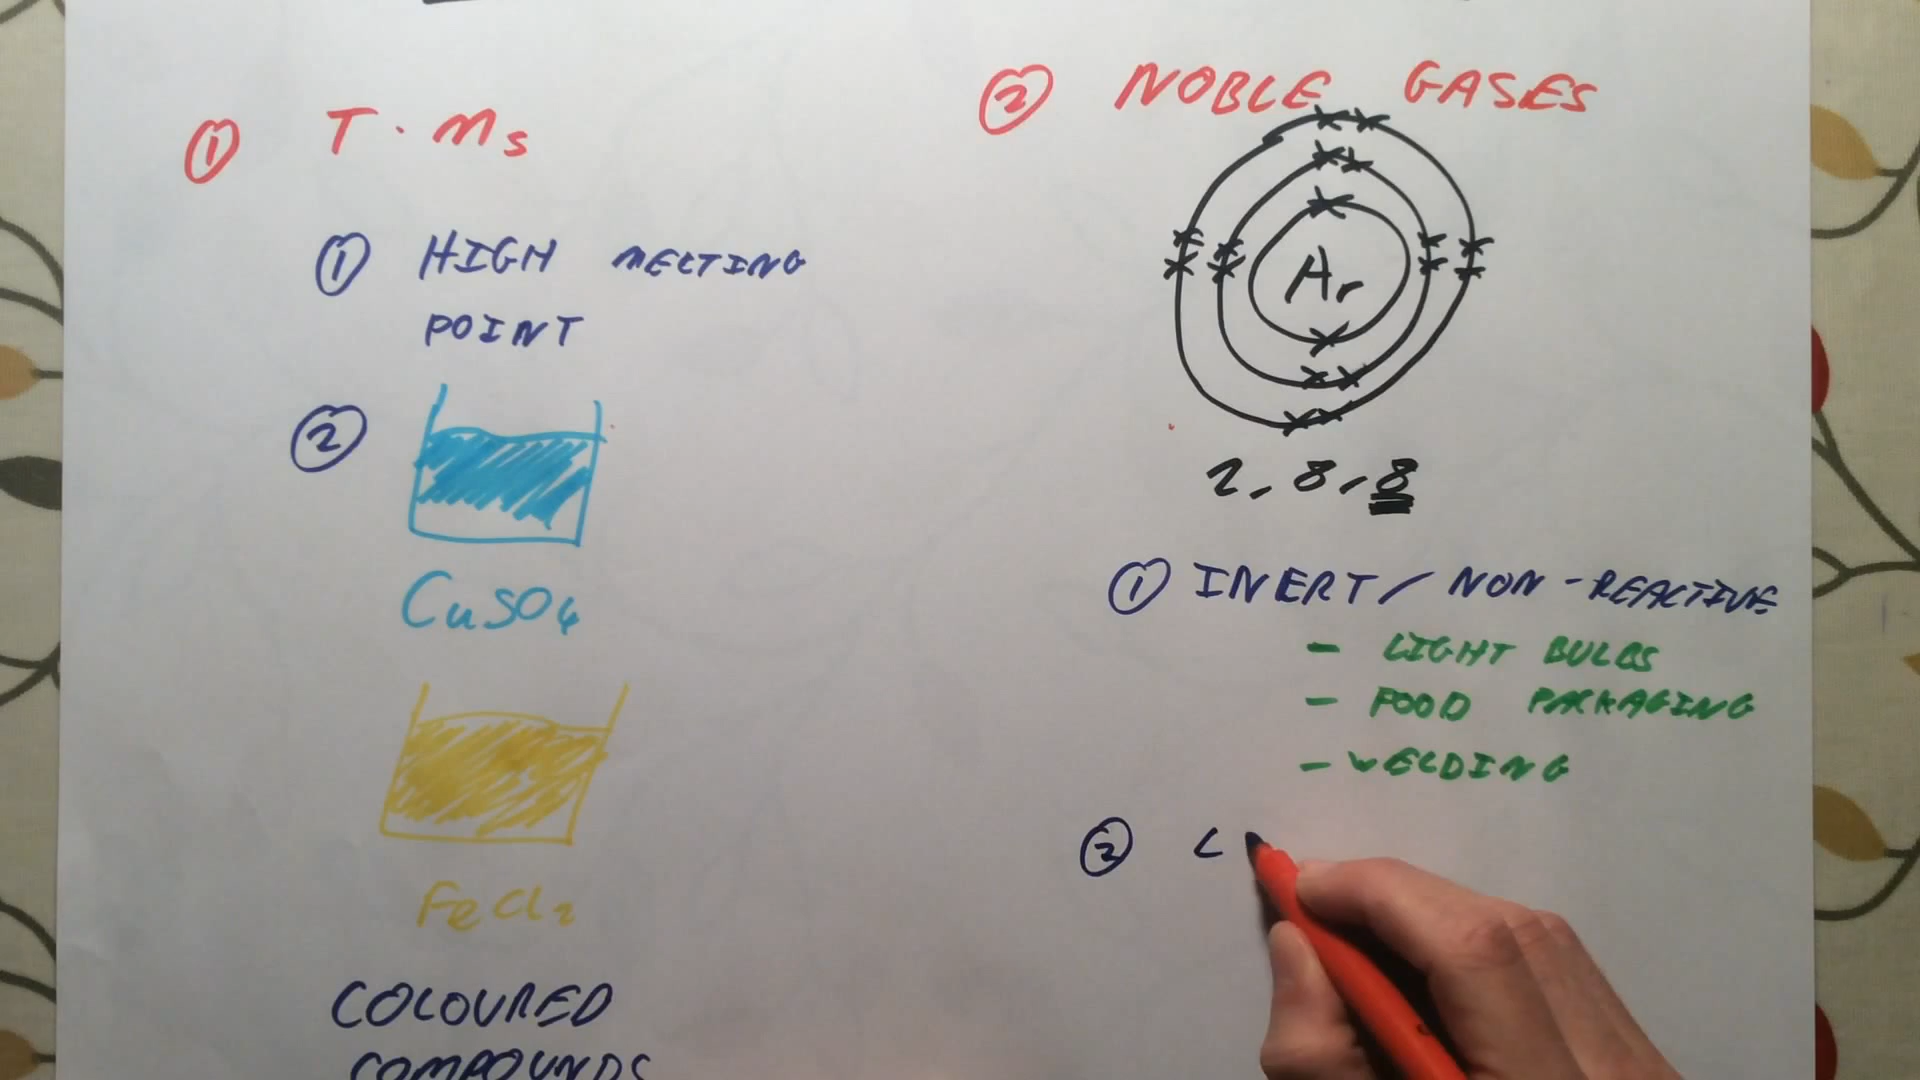 ① T.Ms
① HIGH MELTING
POINT
②
CuSO4
FeCl2
COLOURED
COMPOUNDS
② NOBLE GASES
Ar
2, 8, 8
① INERT / NON-REACTIVE
- LIGHT BULBS
- FOOD PACKAGING
- WELDING
② L